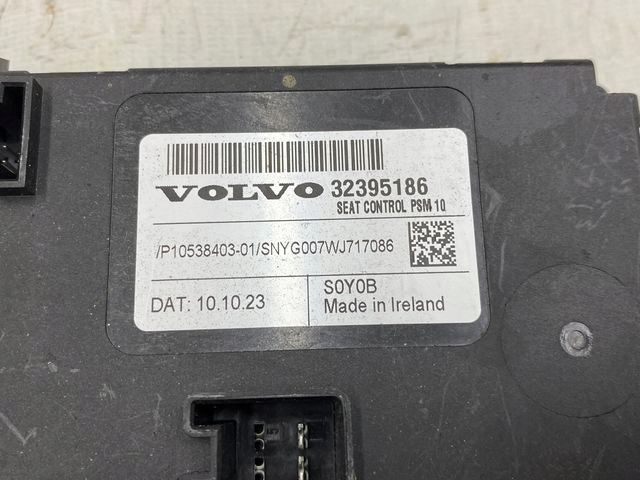 VOLVO 32395186
SEAT CONTROL PSM 10
/P10538403-01/SNYG007WJ717086
DAT: 10.10.23
S0Y0B
Made in Ireland